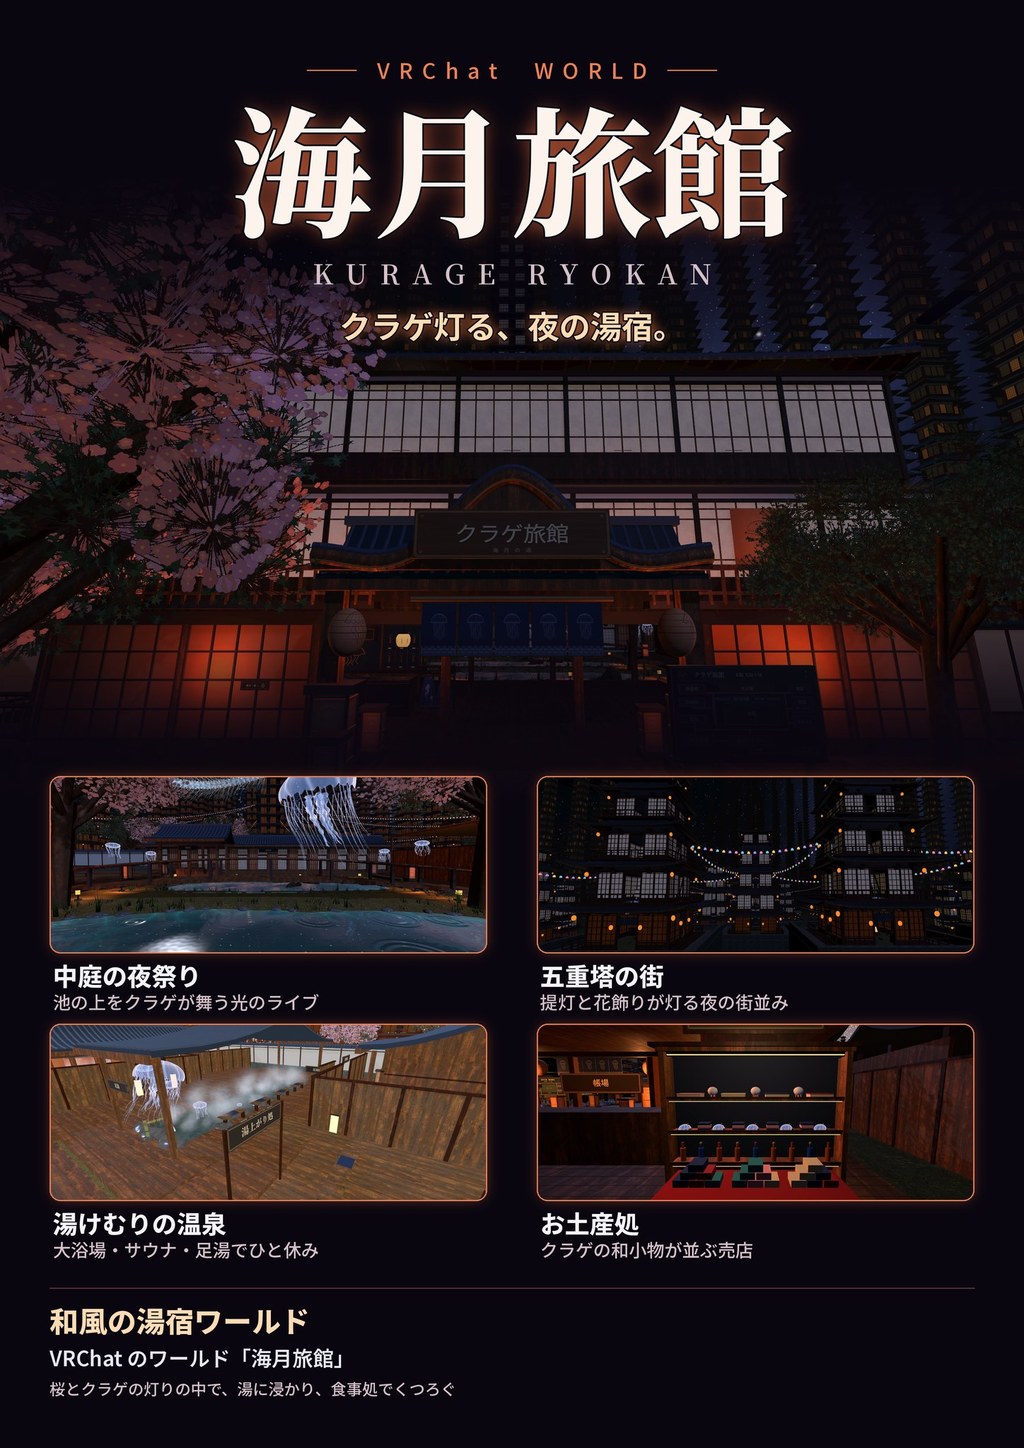 VRChat WORLD
海月旅館
KURAGE RYOKAN
クラゲ灯る、夜の湯宿。
クラゲ旅館
中庭の夜祭り
池の上をクラゲが舞う光のライブ
五重塔の街
提灯と花飾りが灯る夜の街並み
湯上がり処
帳場
湯けむりの温泉
大浴場・サウナ・足湯でひと休み
お土産処
クラゲの和小物が並ぶ売店
和風の湯宿ワールド
VRChat のワールド「海月旅館」
桜とクラゲの灯りの中で、湯に浸かり、食事処でくつろぐ